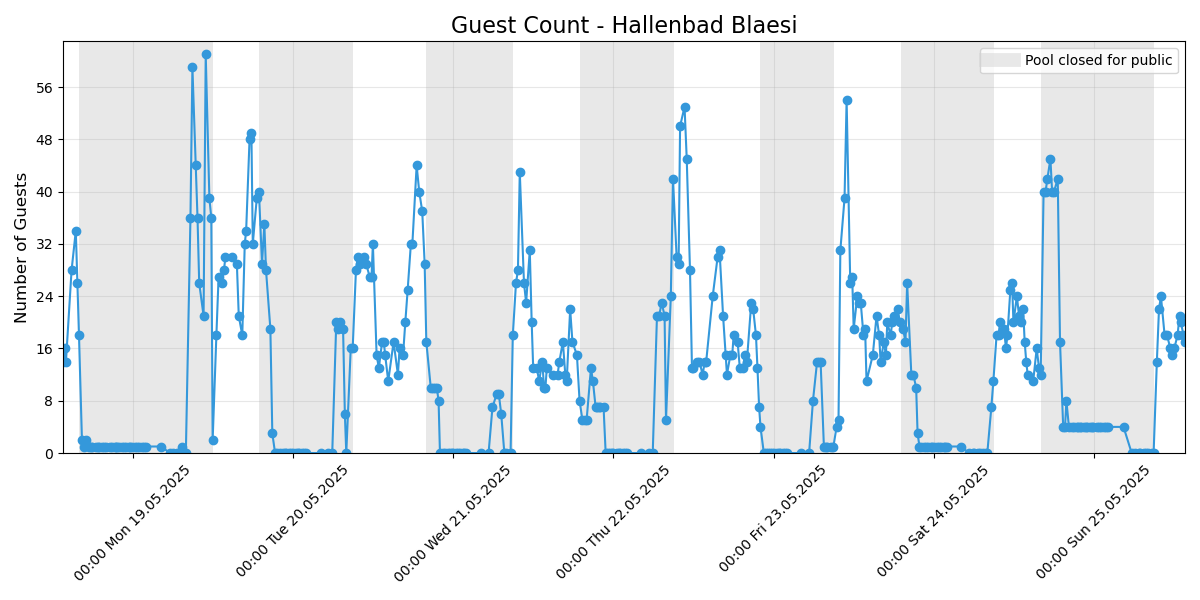 Guest Count - Hallenbad Blaesi
Pool closed for public
Number of Guests
56
48
40
32
24
16
8
0
00:00 Mon 19.05.2025
00:00 Tue 20.05.2025
00:00 Wed 21.05.2025
00:00 Thu 22.05.2025
00:00 Fri 23.05.2025
00:00 Sat 24.05.2025
00:00 Sun 25.05.2025